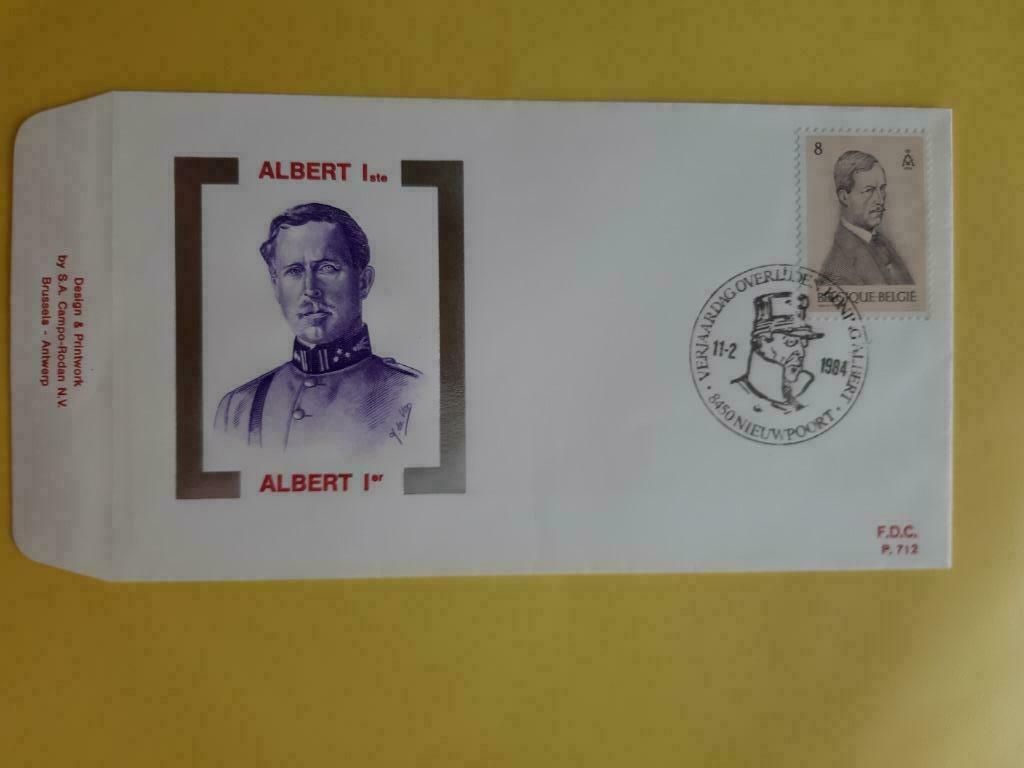 Design & Printwork
by S.A. Campo-Rodan N.V.
Brussels - Antwerp
ALBERT Iste
ALBERT Ier
8
BELGIQUE·BELGIË
• VERJAARDAG OVERLIJDEN KONING ALBERT •
11-2
1984
8450 NIEUWPOORT
F.D.C.
P. 712